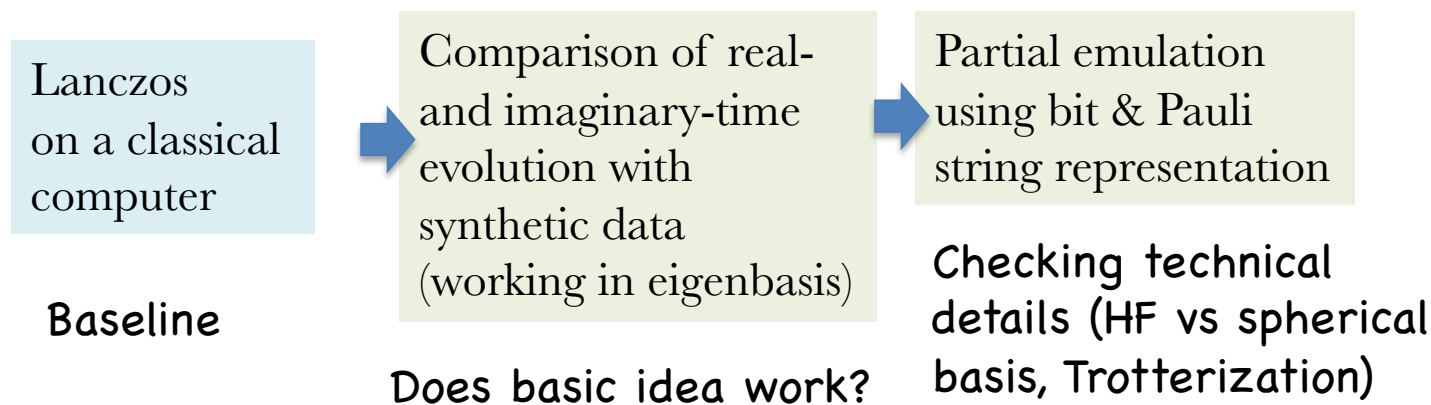 Lanczos
on a classical
computer
Baseline
Comparison of real-
and imaginary-time
evolution with
synthetic data
(working in eigenbasis)
Does basic idea work?
Partial emulation
using bit & Pauli
string representation
Checking technical
details (HF vs spherical
basis, Trotterization)